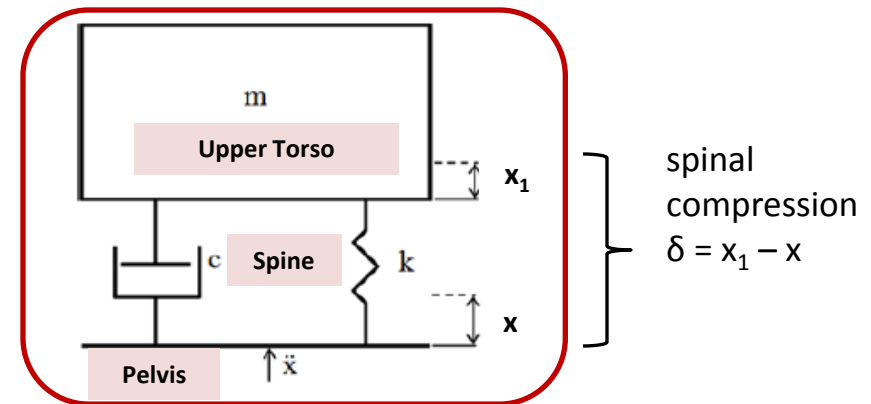 m
Upper Torso
x₁
spinal
compression
δ = x₁ – x
c
Spine
k
x
Pelvis
ẍ